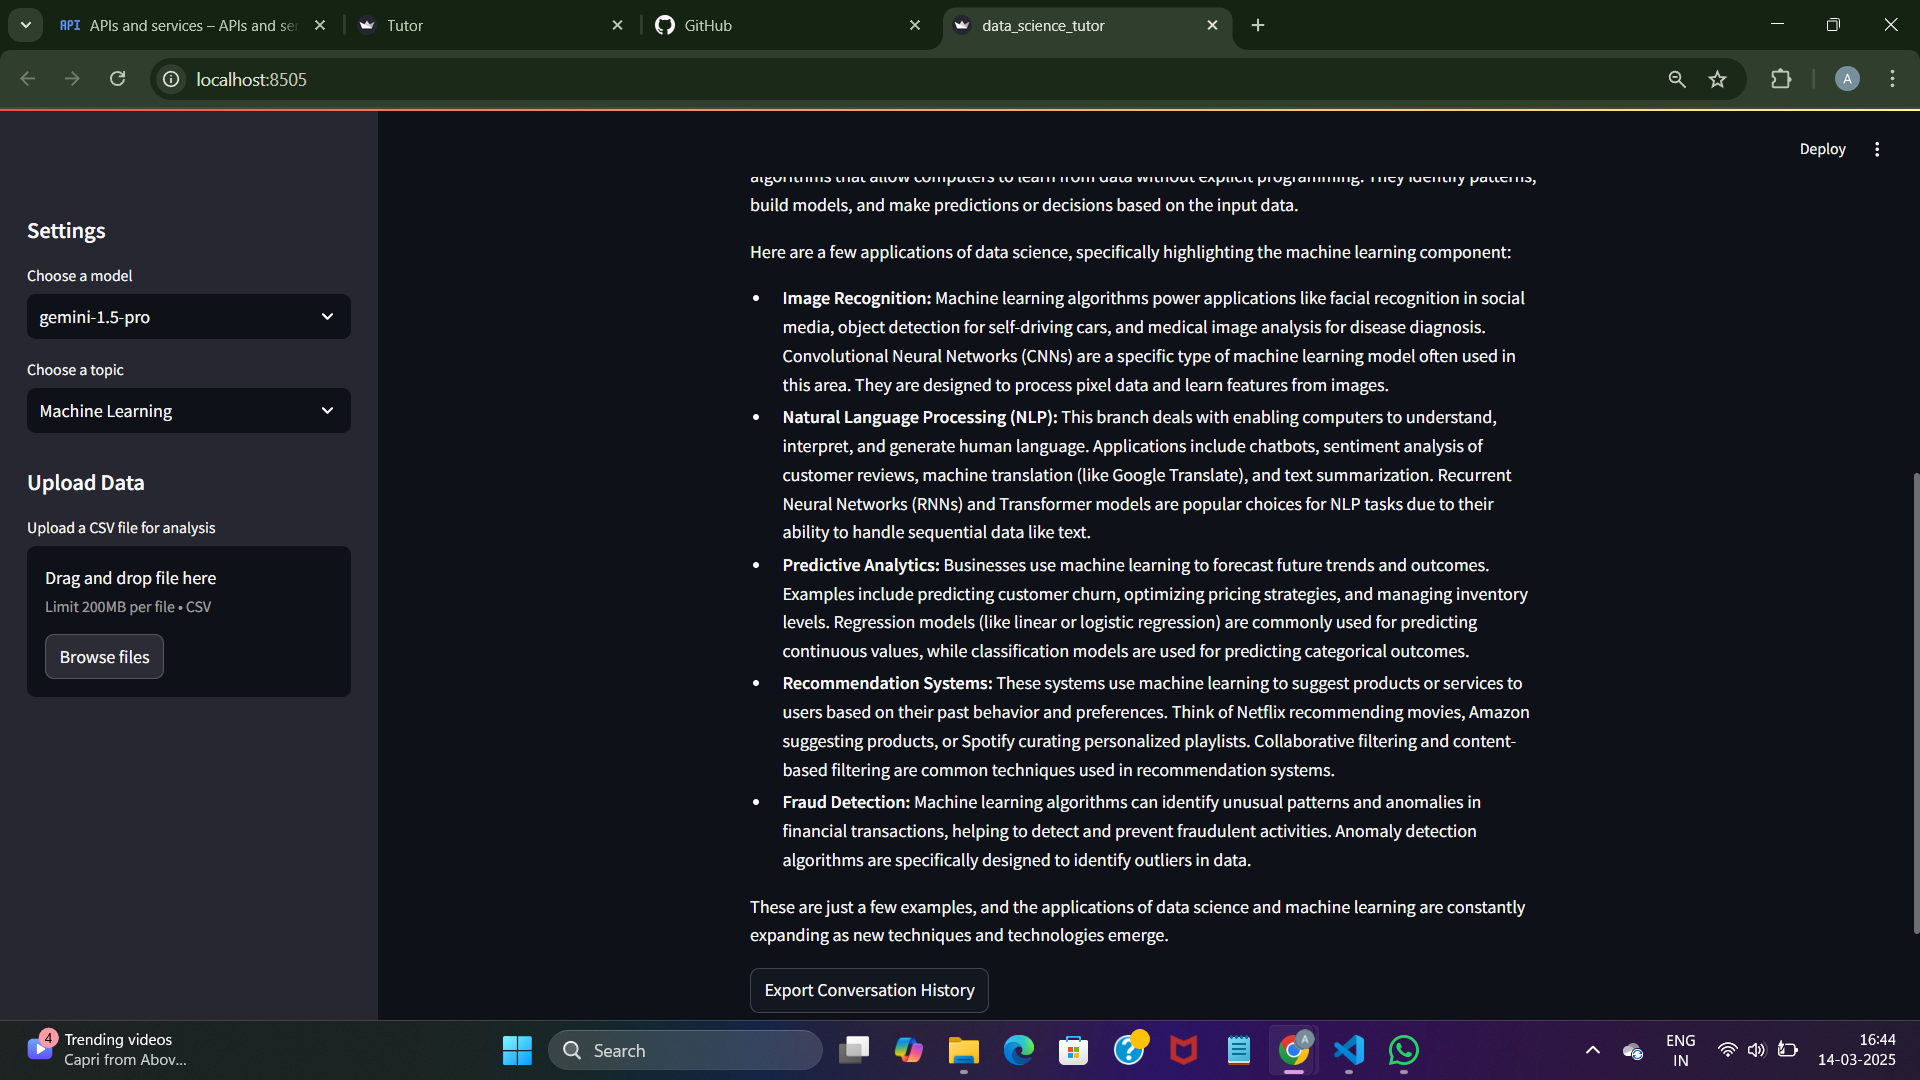 API APIs and services – APIs and ser
Tutor
GitHub
data_science_tutor
localhost:8505
A
Deploy
Settings
Choose a model
gemini-1.5-pro
Choose a topic
Machine Learning
Upload Data
Upload a CSV file for analysis
Drag and drop file here
Limit 200MB per file • CSV
Browse files
algorithms that allow computers to learn from data without explicit programming. They identify patterns,
build models, and make predictions or decisions based on the input data.
Here are a few applications of data science, specifically highlighting the machine learning component:
• Image Recognition: Machine learning algorithms power applications like facial recognition in social
media, object detection for self-driving cars, and medical image analysis for disease diagnosis.
Convolutional Neural Networks (CNNs) are a specific type of machine learning model often used in
this area. They are designed to process pixel data and learn features from images.
• Natural Language Processing (NLP): This branch deals with enabling computers to understand,
interpret, and generate human language. Applications include chatbots, sentiment analysis of
customer reviews, machine translation (like Google Translate), and text summarization. Recurrent
Neural Networks (RNNs) and Transformer models are popular choices for NLP tasks due to their
ability to handle sequential data like text.
• Predictive Analytics: Businesses use machine learning to forecast future trends and outcomes.
Examples include predicting customer churn, optimizing pricing strategies, and managing inventory
levels. Regression models (like linear or logistic regression) are commonly used for predicting
continuous values, while classification models are used for predicting categorical outcomes.
• Recommendation Systems: These systems use machine learning to suggest products or services to
users based on their past behavior and preferences. Think of Netflix recommending movies, Amazon
suggesting products, or Spotify curating personalized playlists. Collaborative filtering and content-
based filtering are common techniques used in recommendation systems.
• Fraud Detection: Machine learning algorithms can identify unusual patterns and anomalies in
financial transactions, helping to detect and prevent fraudulent activities. Anomaly detection
algorithms are specifically designed to identify outliers in data.
These are just a few examples, and the applications of data science and machine learning are constantly
expanding as new techniques and technologies emerge.
Export Conversation History
4
Trending videos
Capri from Abov...
Search
A
ENG
IN
16:44
14-03-2025